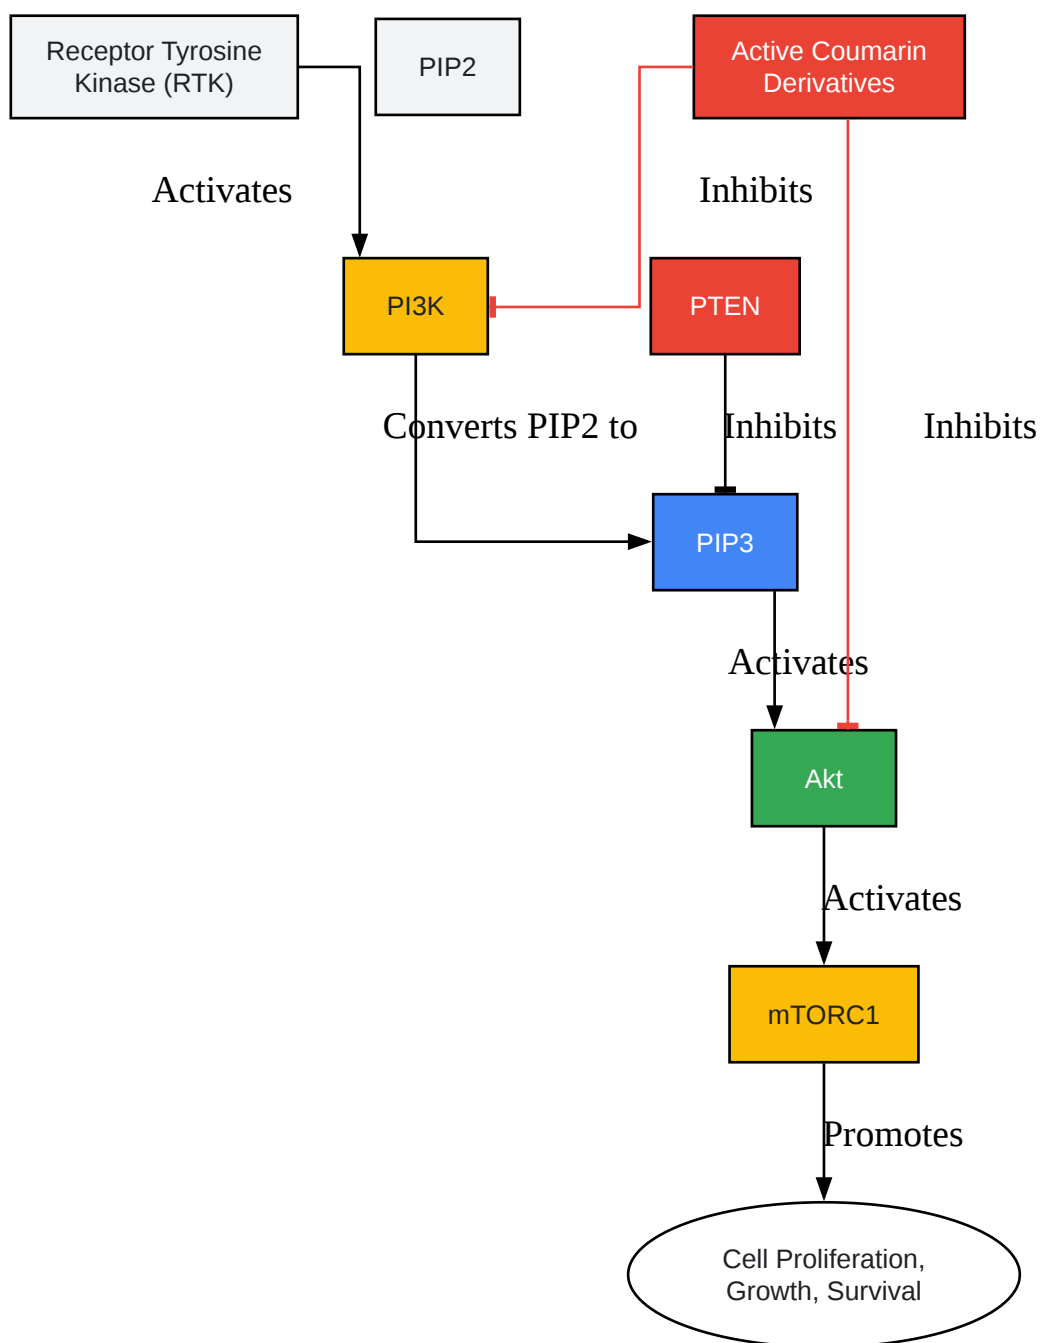 Receptor Tyrosine
Kinase (RTK)
PIP2
Active Coumarin
Derivatives
Activates
Inhibits
PI3K
PTEN
Converts PIP2 to
Inhibits
Inhibits
PIP3
Activates
Akt
Activates
mTORC1
Promotes
Cell Proliferation,
Growth, Survival